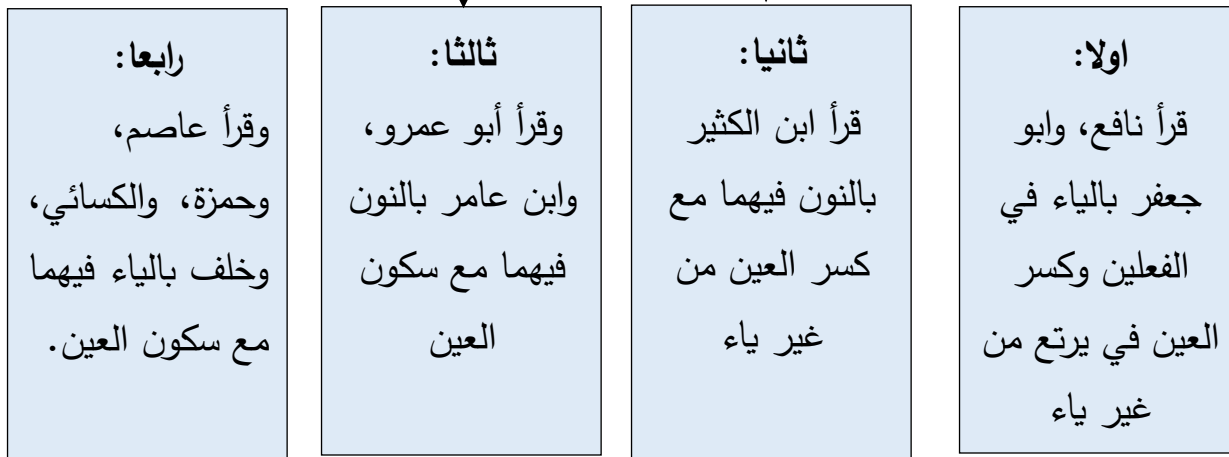 اولا:
قرأ نافع، وابو
جعفر بالياء في
الفعلين وكسر
العين في يرتع من
غير ياء
ثانيا:
قرأ ابن الكثير
بالنون فيهما مع
كسر العين من
غير ياء
ثالثا:
وقرأ أبو عمرو،
وابن عامر بالنون
فيهما مع سكون
العين
رابعا:
وقرأ عاصم،
وحمزة، والكسائي،
وخلف بالياء فيهما
مع سكون العين.